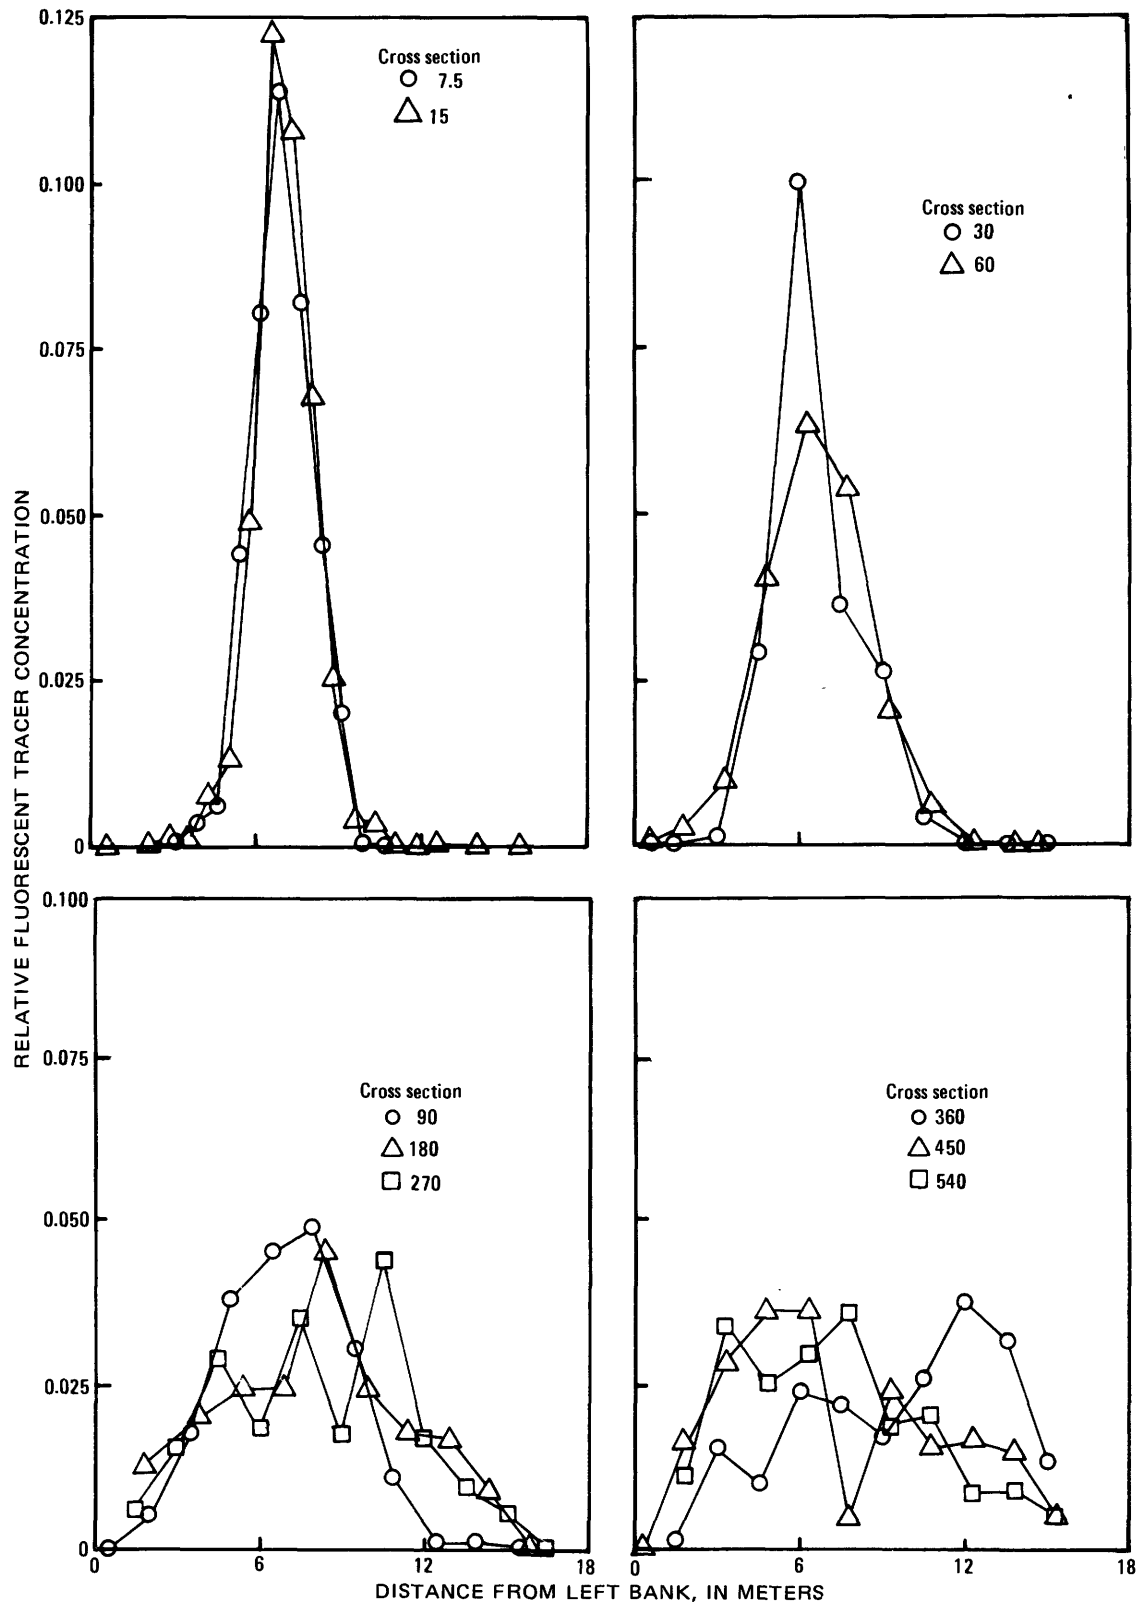 RELATIVE FLUORESCENT TRACER CONCENTRATION
0.125
0.100
0.075
0.050
0.025
0
Cross section
7.5
15
Cross section
30
60
0.100
0.075
0.050
0.025
0
Cross section
90
180
270
0 6 12 18
Cross section
360
450
540
0 6 12 18
DISTANCE FROM LEFT BANK, IN METERS